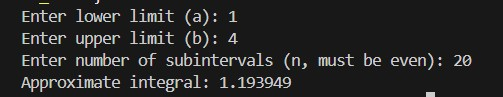 Enter lower limit (a): 1
Enter upper limit (b): 4
Enter number of subintervals (n, must be even): 20
Approximate integral: 1.193949